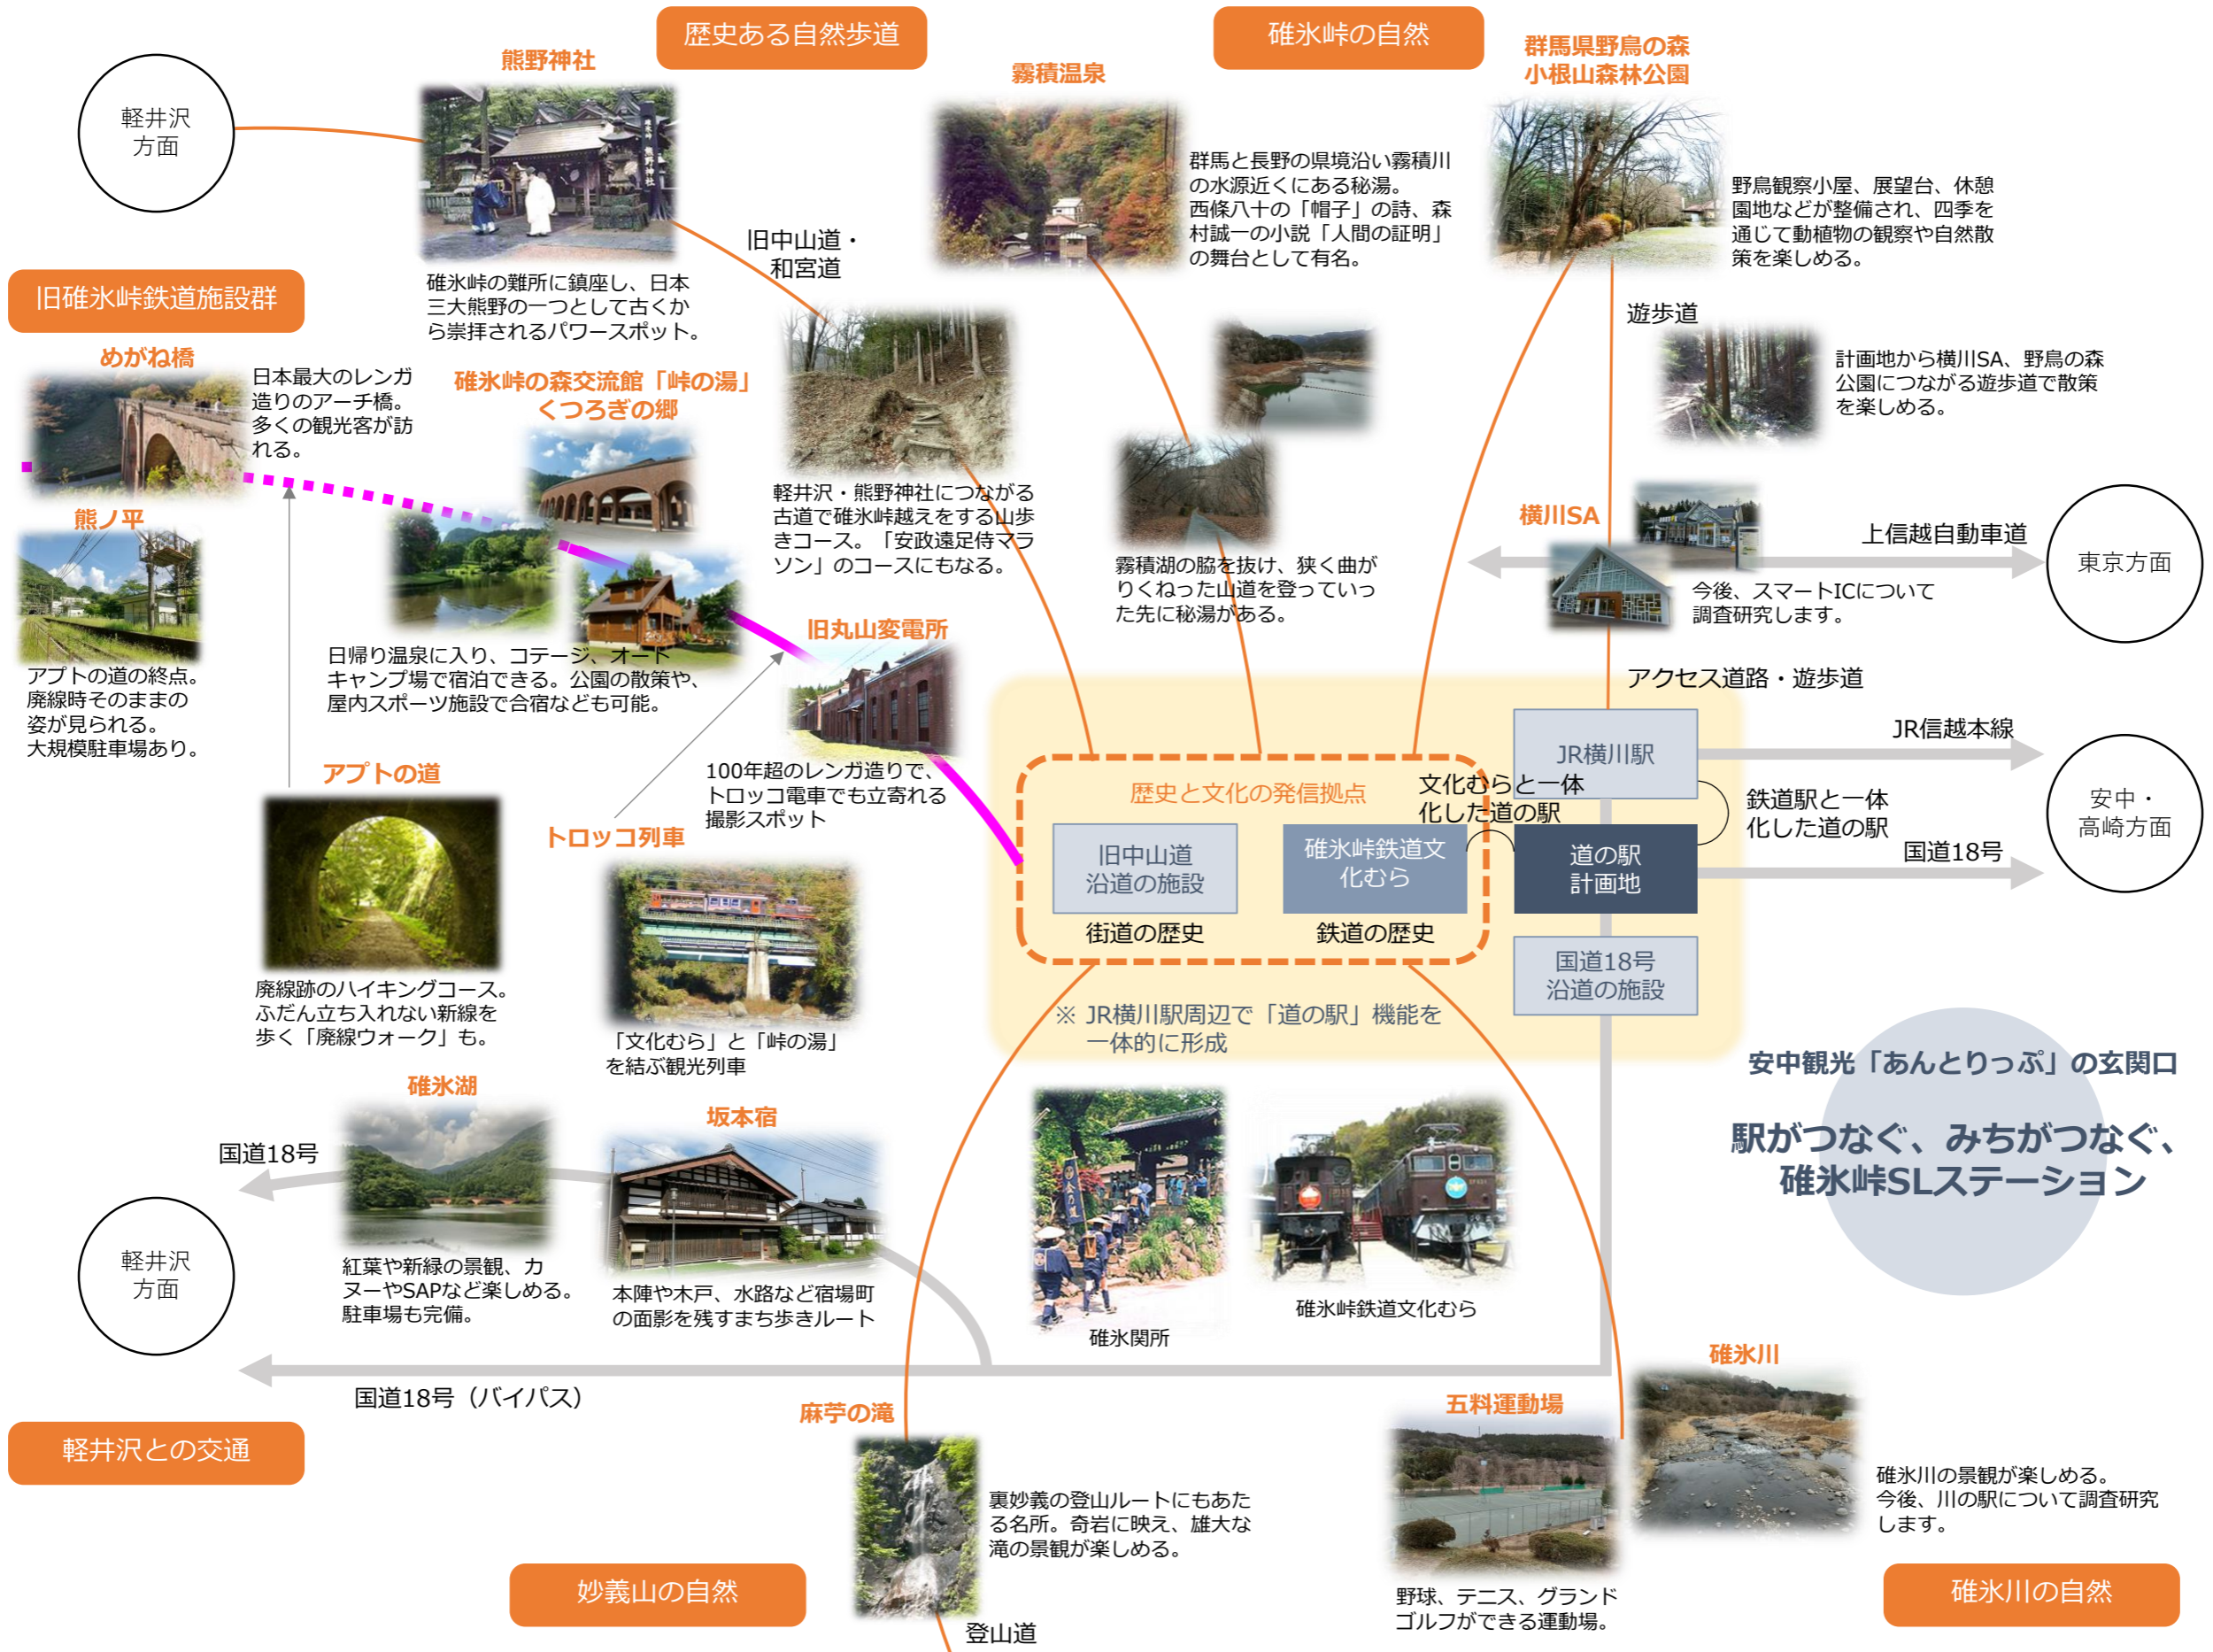 歴史ある自然歩道
碓氷峠の自然
軽井沢
方面
熊野神社
碓氷峠の難所に鎮座し、日本
三大熊野の一つとして古くか
ら崇拝されるパワースポット。
旧中山道・
和宮道
霧積温泉
群馬と長野の県境沿い霧積川
の水源近くにある秘湯。
西條八十の「帽子」の詩、森
村誠一の小説「人間の証明」
の舞台として有名。
群馬県野鳥の森
小根山森林公園
野鳥観察小屋、展望台、休憩
園地などが整備され、四季を
通じて動植物の観察や自然散
策を楽しめる。
遊歩道
計画地から横川SA、野鳥の森
公園につながる遊歩道で散策
を楽しめる。
旧碓氷峠鉄道施設群
めがね橋
日本最大のレンガ
造りのアーチ橋。
多くの観光客が訪
れる。
熊ノ平
アプトの道の終点。
廃線時そのままの
姿が見られる。
大規模駐車場あり。
碓氷峠の森交流館「峠の湯」
くつろぎの郷
日帰り温泉に入り、コテージ、オート
キャンプ場で宿泊できる。公園の散策や、
屋内スポーツ施設で合宿なども可能。
軽井沢・熊野神社につながる
古道で碓氷峠越えをする山歩
きコース。「安政遠足侍マラ
ソン」のコースにもなる。
霧積湖の脇を抜け、狭く曲が
りくねった山道を登っていっ
た先に秘湯がある。
横川SA
今後、スマートICについて
調査研究します。
上信越自動車道
東京方面
旧丸山変電所
100年超のレンガ造りで、
トロッコ電車でも立寄れる
撮影スポット
アプトの道
廃線跡のハイキングコース。
ふだん立ち入れない新線を
歩く「廃線ウォーク」も。
トロッコ列車
「文化むら」と「峠の湯」
を結ぶ観光列車
アクセス道路・遊歩道
JR横川駅
JR信越本線
歴史と文化の発信拠点
文化むらと一体
化した道の駅
鉄道駅と一体
化した道の駅
安中・
高崎方面
旧中山道
沿道の施設
碓氷峠鉄道文
化むら
道の駅
計画地
国道18号
街道の歴史
鉄道の歴史
国道18号
沿道の施設
※ JR横川駅周辺で「道の駅」機能を
一体的に形成
安中観光「あんとりっぷ」の玄関口
駅がつなぐ、みちがつなぐ、
碓氷峠SLステーション
碓氷湖
国道18号
紅葉や新緑の景観、カ
ヌーやSAPなど楽しめる。
駐車場も完備。
坂本宿
本陣や木戸、水路など宿場町
の面影を残すまち歩きルート
軽井沢
方面
国道18号（バイパス）
碓氷関所
碓氷峠鉄道文化むら
軽井沢との交通
麻苧の滝
裏妙義の登山ルートにもあた
る名所。奇岩に映え、雄大な
滝の景観が楽しめる。
登山道
妙義山の自然
五料運動場
野球、テニス、グランド
ゴルフができる運動場。
碓氷川
碓氷川の景観が楽しめる。
今後、川の駅について調査研究
します。
碓氷川の自然
碓氷峠 熊野神社